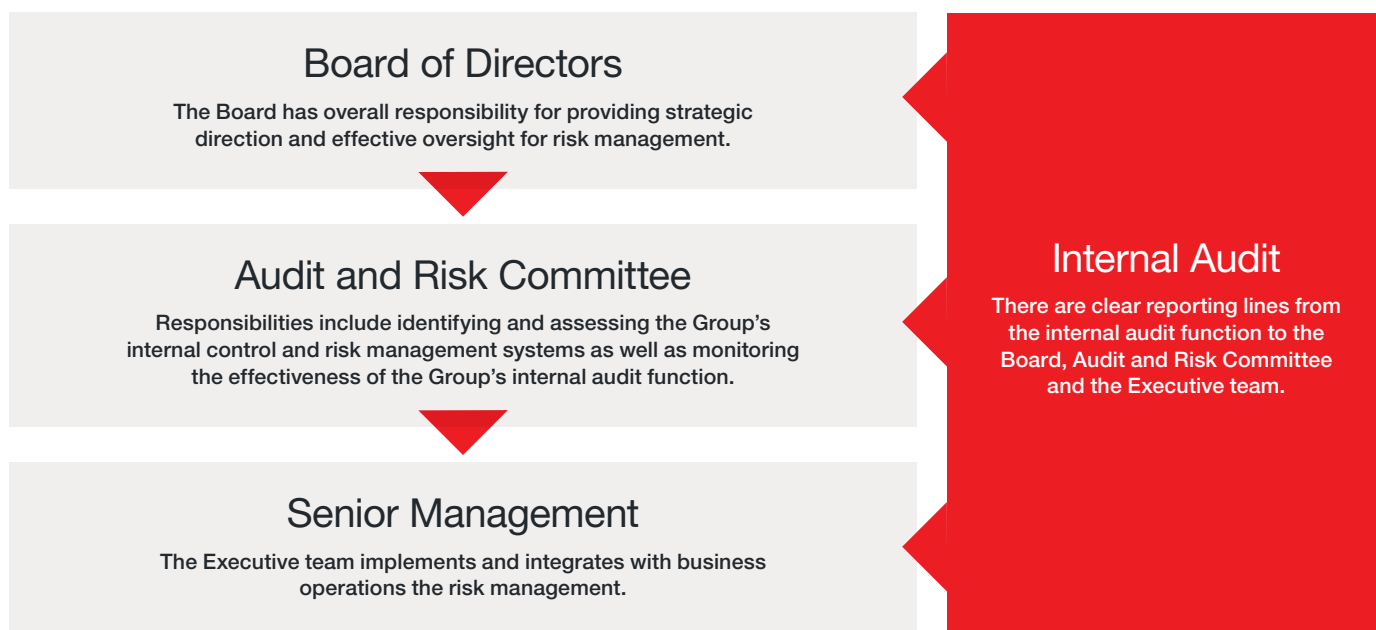 Board of Directors
The Board has overall responsibility for providing strategic
direction and effective oversight for risk management.
Audit and Risk Committee
Responsibilities include identifying and assessing the Group’s
internal control and risk management systems as well as monitoring
the effectiveness of the Group’s internal audit function.
Senior Management
The Executive team implements and integrates with business
operations the risk management.
Internal Audit
There are clear reporting lines from
the internal audit function to the
Board, Audit and Risk Committee
and the Executive team.